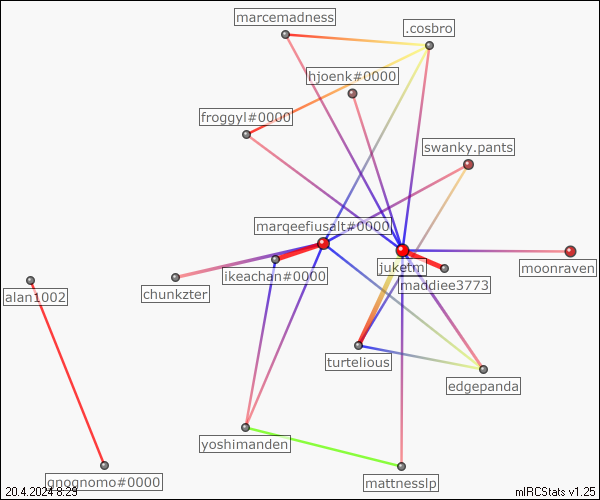 marcemadness
.cosbro
hjoenk#0000
froggyl#0000
swanky.pants
marqeefiusalt#0000
juketm
ikeachan#0000
moonraven
maddiee3773
chunkzter
alan1002
turtelious
edgepanda
yoshimanden
mattnesslp
gnognomo#0000
20.4.2024 8:29
mIRCStats v1.25